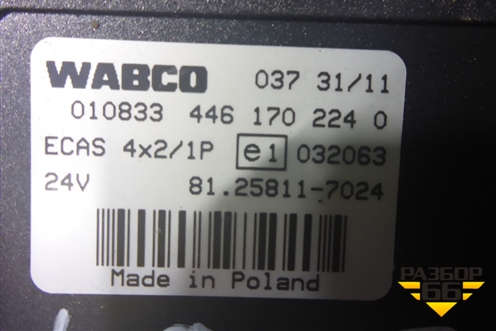 WABCO 037 31/11
010833 446 170 224 0
ECAS 4x2/1P e1 032063
24V 81.25811-7024
Made in Poland
РАЗБОР
66